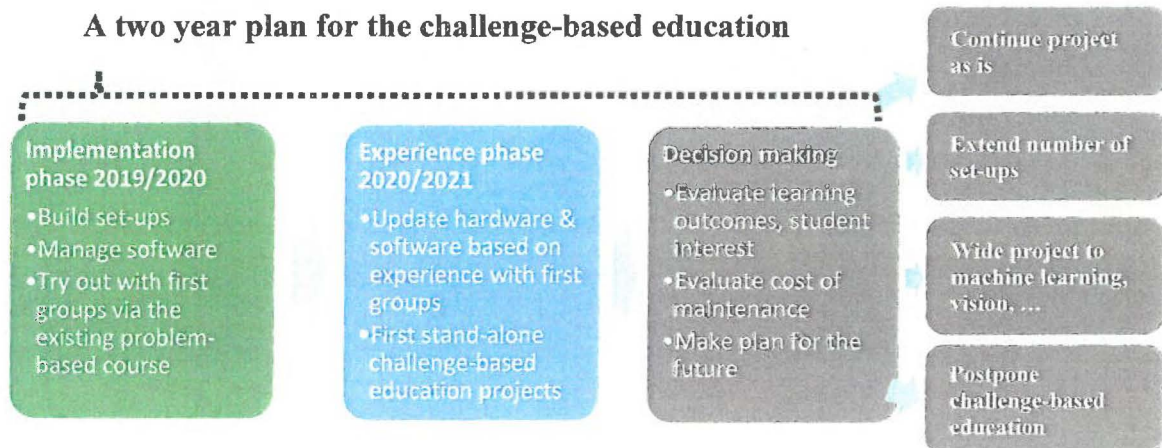 A two year plan for the challenge-based education
Implementation
phase 2019/2020
•Build set-ups
•Manage software
•Try out with first
groups via the
existing problem-
based course
Experience phase
2020/2021
•Update hardware &
software based on
experience with first
groups
•First stand-alone
challenge-based
education projects
Decision making
•Evaluate learning
outcomes, student
interest
•Evaluate cost of
maintenance
•Make plan for the
future
Continue project
as is
Extend number of
set-ups
Wide project to
machine learning,
vision, …
Postpone
challenge-based
education